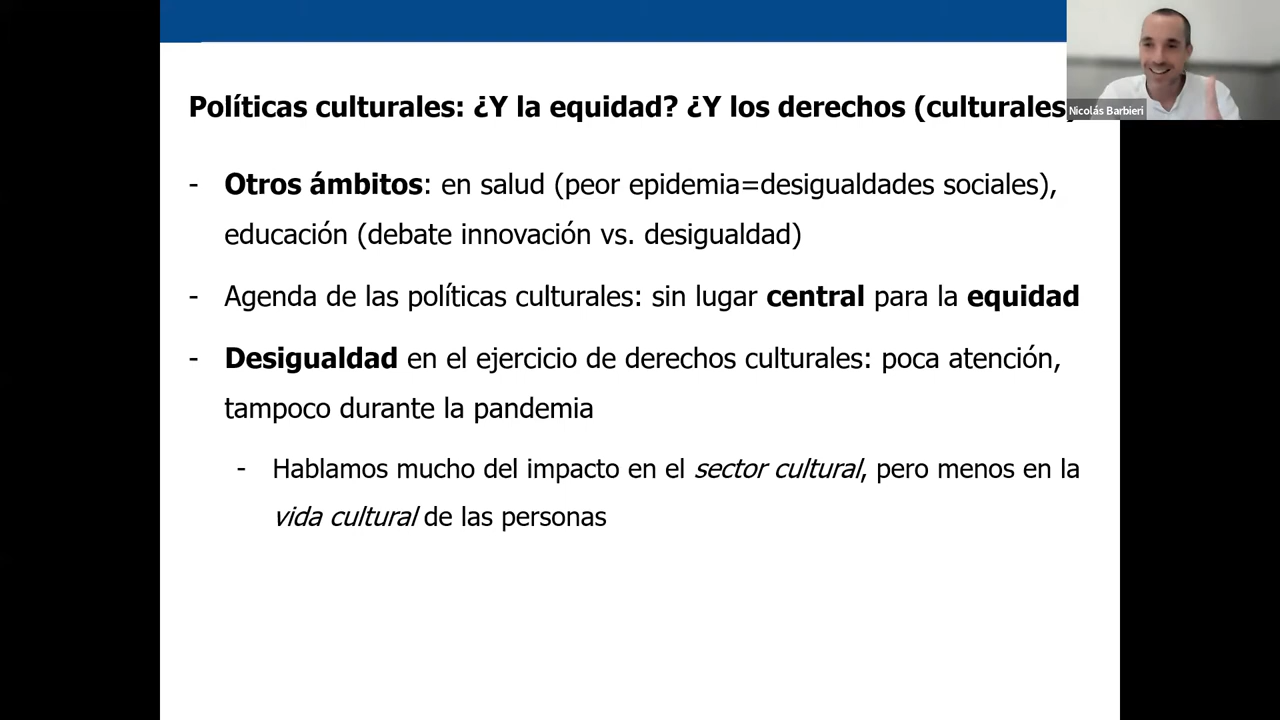 Políticas culturales: ¿Y la equidad? ¿Y los derechos (culturales)
Nicolás Barbieri
- Otros ámbitos: en salud (peor epidemia=desigualdades sociales),
educación (debate innovación vs. desigualdad)
- Agenda de las políticas culturales: sin lugar central para la equidad
- Desigualdad en el ejercicio de derechos culturales: poca atención,
tampoco durante la pandemia
- Hablamos mucho del impacto en el sector cultural, pero menos en la
vida cultural de las personas